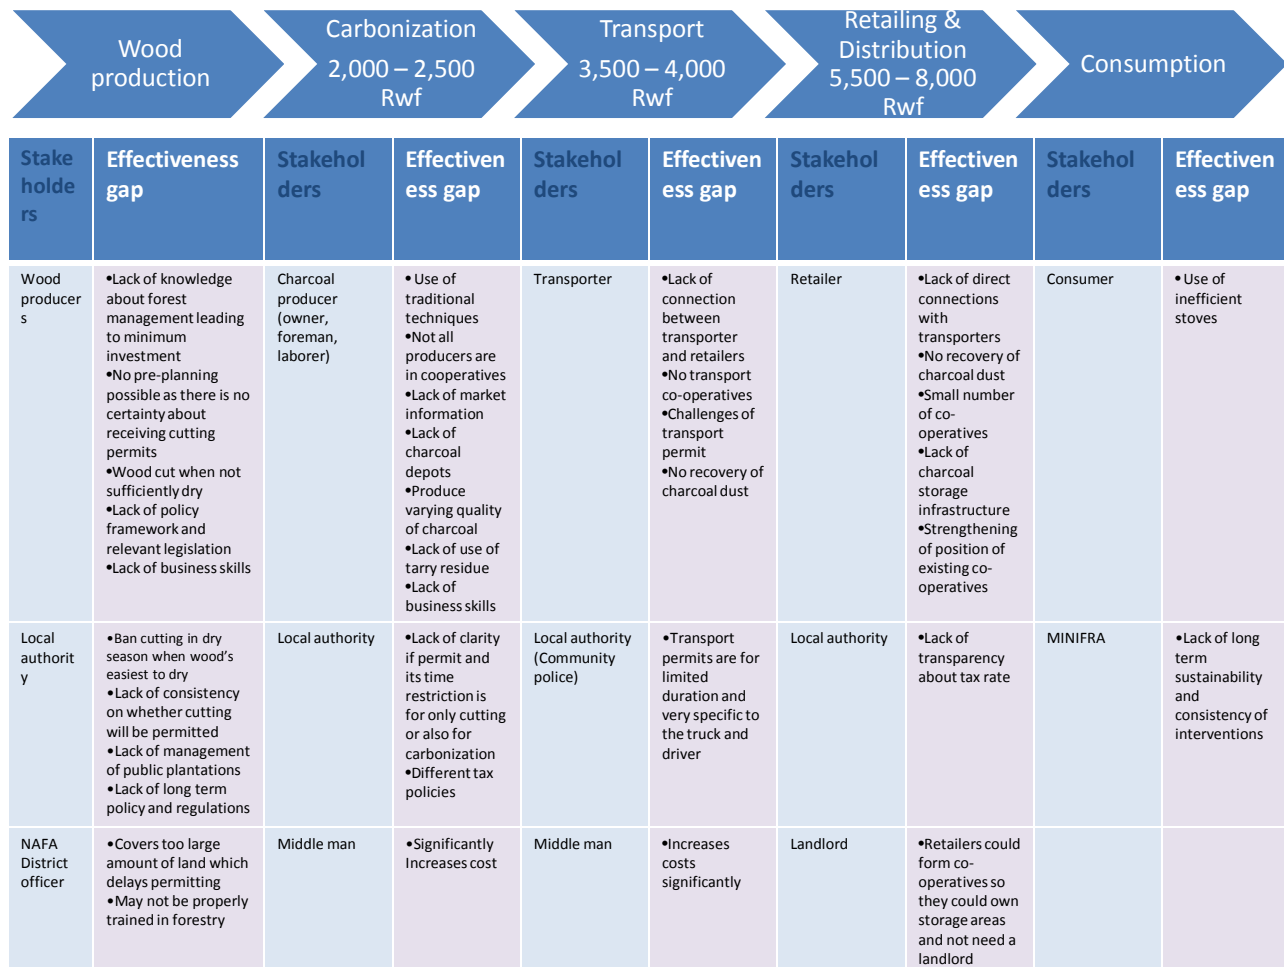 Wood
production
Carbonization
2,000 – 2,500
Rwf
Transport
3,500 – 4,000
Rwf
Retailing &
Distribution
5,500 – 8,000
Rwf
Consumption
Stake
holde
rs
Effectiveness
gap
Stakehol
ders
Effectiven
ess gap
Stakehol
ders
Effectiven
ess gap
Stakehol
ders
Effectiven
ess gap
Stakehol
ders
Effectiven
ess gap
Wood
producer
s
•Lack of knowledge
about forest
management leading
to minimum
investment
•No pre-planning
possible as there is no
certainty about
receiving cutting
permits
•Wood cut when not
sufficiently dry
•Lack of policy
framework and
relevant legislation
•Lack of business skills
Charcoal
producer
(owner,
foreman,
laborer)
• Use of
traditional
techniques
•Not all
producers are
in cooperatives
•Lack of market
information
•Lack of
charcoal
depots
•Produce
varying quality
of charcoal
•Lack of use of
tarry residue
•Lack of
business skills
Transporter
•Lack of
connection
between
transporter
and retailers
•No transport
co-operatives
•Challenges of
transport
permit
•No recovery of
charcoal dust
Retailer
•Lack of direct
connections
with
transporters
•No recovery of
charcoal dust
•Small number
of co-
operatives
•Lack of
charcoal
storage
infrastructure
•Strengthening
of position of
existing co-
operatives
Consumer
• Use of
inefficient
stoves
Local
authorit
y
•Ban cutting in dry
season when wood's
easiest to dry
•Lack of consistency
on whether cutting
will be permitted
•Lack of management
of public plantations
•Lack of long term
policy and regulations
Local authority
•Lack of clarity
if permit and
its time
restriction is
for only cutting
or also for
carbonization
•Different tax
policies
Local authority
(Community
police)
•Transport
permits are for
limited
duration and
very specific to
the truck and
driver
Local authority
•Lack of
transparency
about tax rate
MINIFRA
•Lack of long
term
sustainability
and
consistency of
interventions
NAFA
District
officer
•Covers too large
amount of land which
delays permitting
•May not be properly
trained in forestry
Middle man
•Significantly
Increases cost
Middle man
•Increases
costs
significantly
Landlord
•Retailers could
form co-
operatives so
they could own
storage areas
and not need a
landlord